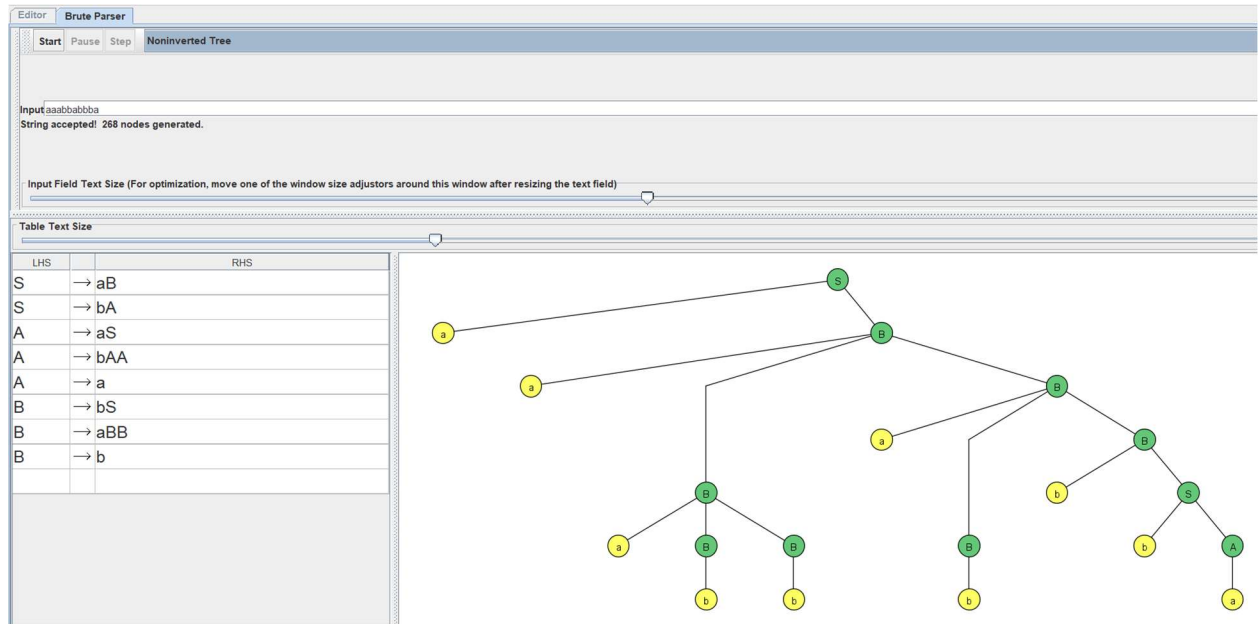 Editor Brute Parser
Start Pause Step Noninverted Tree
Input aaabbabbba
String accepted! 268 nodes generated.
Input Field Text Size (For optimization, move one of the window size adjustors around this window after resizing the text field)
Table Text Size
LHS RHS
S → aB
S → bA
A → aS
A → bAA
A → a
B → bS
B → aBB
B → b
S
a B
a B
a B
B b S
a B B B b A
b b b a